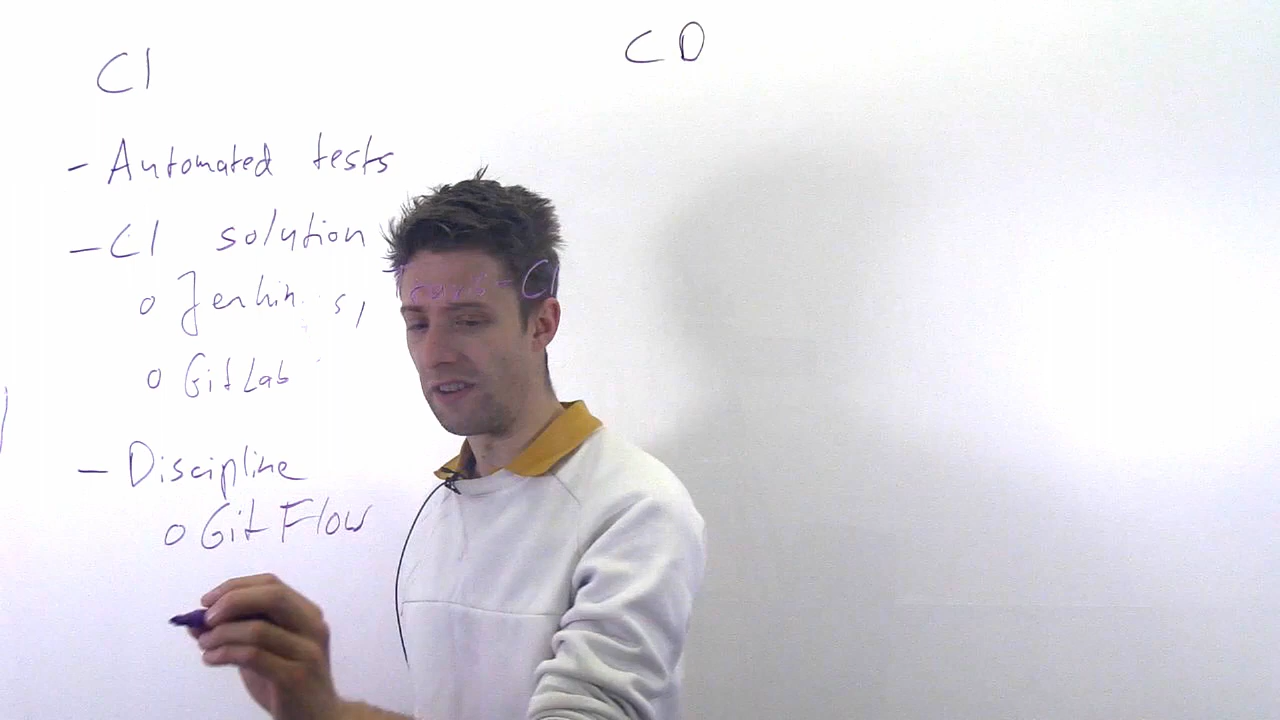 CI
CD
- Automated tests
- CI solution
o Jenkins, Travis-CI
o GitLab
- Discipline
o Git Flow